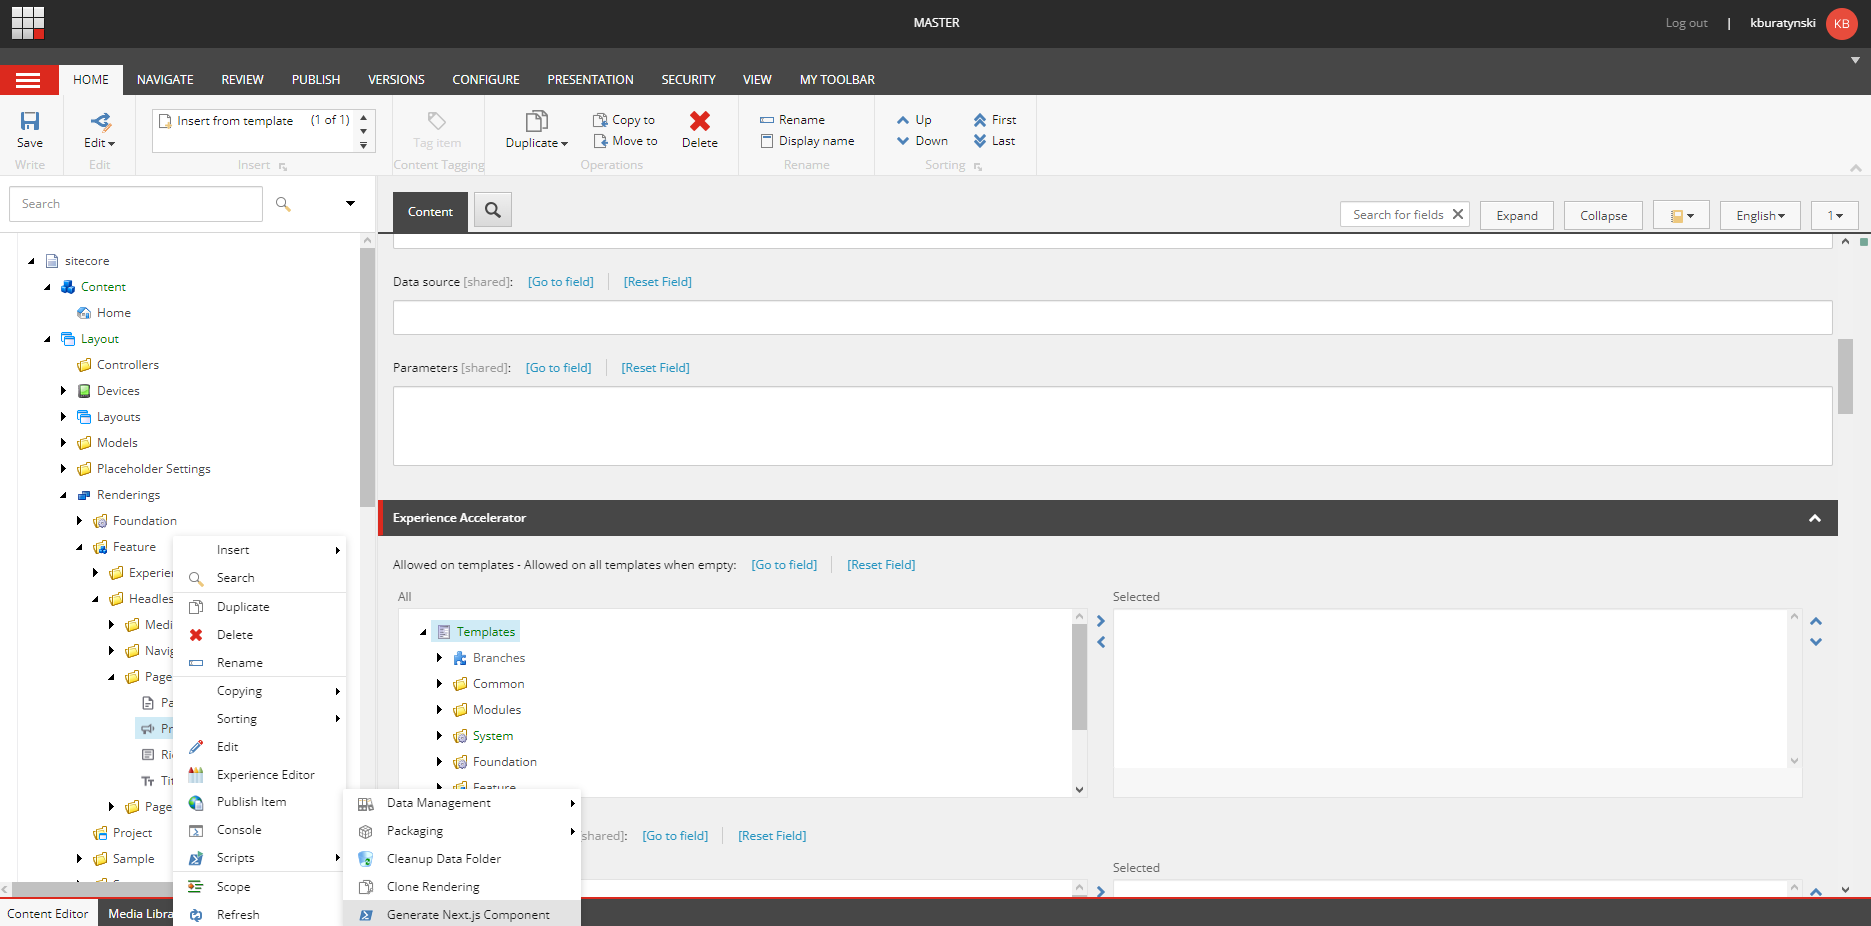 MASTER
Log out | kburatynski KB
HOME NAVIGATE REVIEW PUBLISH VERSIONS CONFIGURE PRESENTATION SECURITY VIEW MY TOOLBAR
Save
Write
Edit
Edit
Insert from template (1 of 1)
Insert
Tag item
Content Tagging
Duplicate
Copy to
Move to
Delete
Operations
Rename
Display name
Rename
Up
Down
First
Last
Sorting
Search
sitecore
Content
Home
Layout
Controllers
Devices
Layouts
Models
Placeholder Settings
Renderings
Foundation
Feature
Experie
Headles
Medi
Navig
Page
Pa
Pr
Ri
Ti
Page
Project
Sample
Insert
Search
Duplicate
Delete
Rename
Copying
Sorting
Edit
Experience Editor
Publish Item
Console
Scripts
Scope
Refresh
Data Management
Packaging
Cleanup Data Folder
Clone Rendering
Generate Next.js Component
Content
Search for fields
Expand
Collapse
English
1
Data source [shared]: [Go to field] [Reset Field]
Parameters [shared]: [Go to field] [Reset Field]
Experience Accelerator
Allowed on templates - Allowed on all templates when empty: [Go to field] [Reset Field]
All
Selected
Templates
Branches
Common
Modules
System
Foundation
Feature
shared]: [Go to field] [Reset Field]
Selected
Content Editor
Media Libra